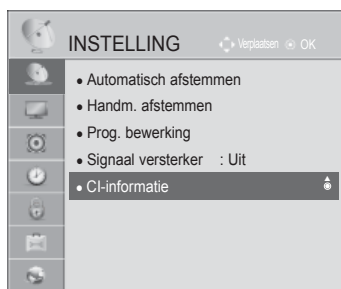 INSTELLING Verplaatsen OK
• Automatisch afstemmen
• Handm. afstemmen
• Prog. bewerking
• Signaal versterker : Uit
• CI-informatie